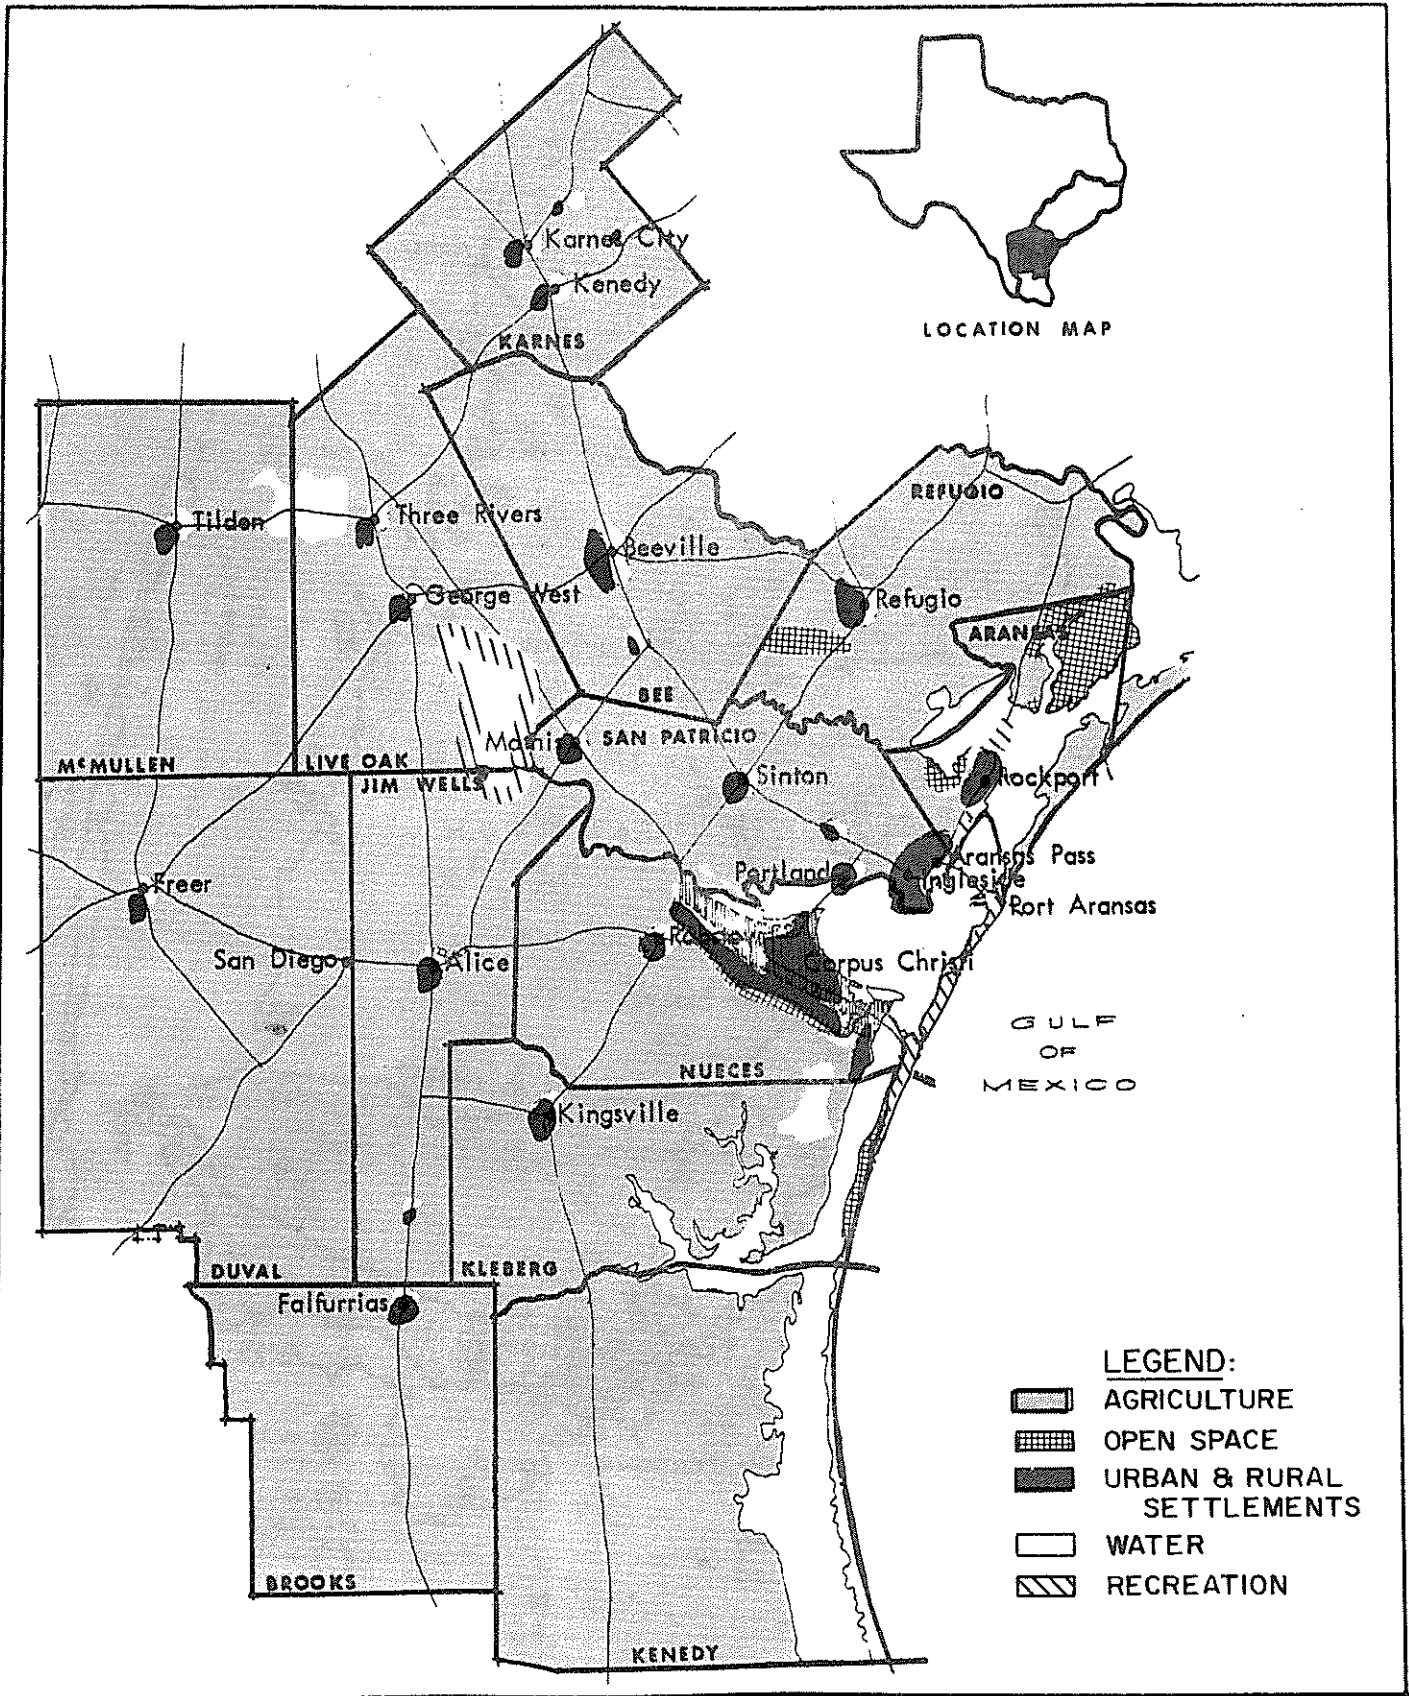 LOCATION MAP
Karnes City
Kenedy
KARNES
REFUGIO
Tilden
Three Rivers
Beeville
George West
Refugio
ARANSAS
BEE
SAN PATRICIO
McMULLEN
LIVE OAK
JIM WELLS
Sinton
Rockport
Freer
Portland
Aransas Pass
Ingleside
Port Aransas
San Diego
Alice
Corpus Christi
GULF
OF
MEXICO
NUECES
Kingsville
DUVAL
KLEBERG
Falfurrias
BROOKS
KENEDY
LEGEND:
AGRICULTURE
OPEN SPACE
URBAN & RURAL
SETTLEMENTS
WATER
RECREATION